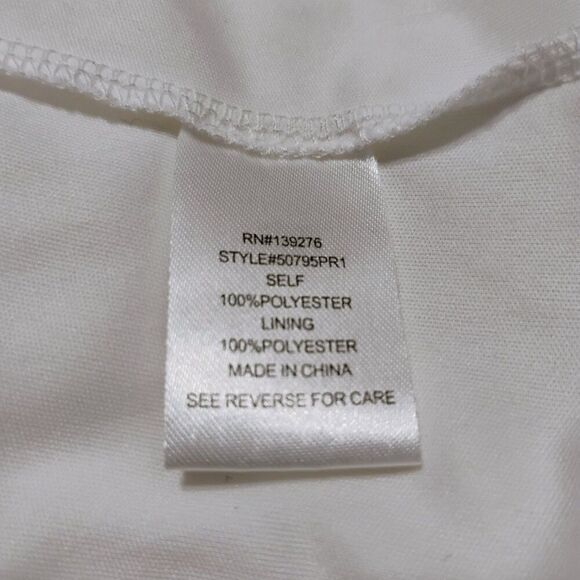 RN#139276
STYLE#50795PR1
SELF
100%POLYESTER
LINING
100%POLYESTER
MADE IN CHINA
SEE REVERSE FOR CARE